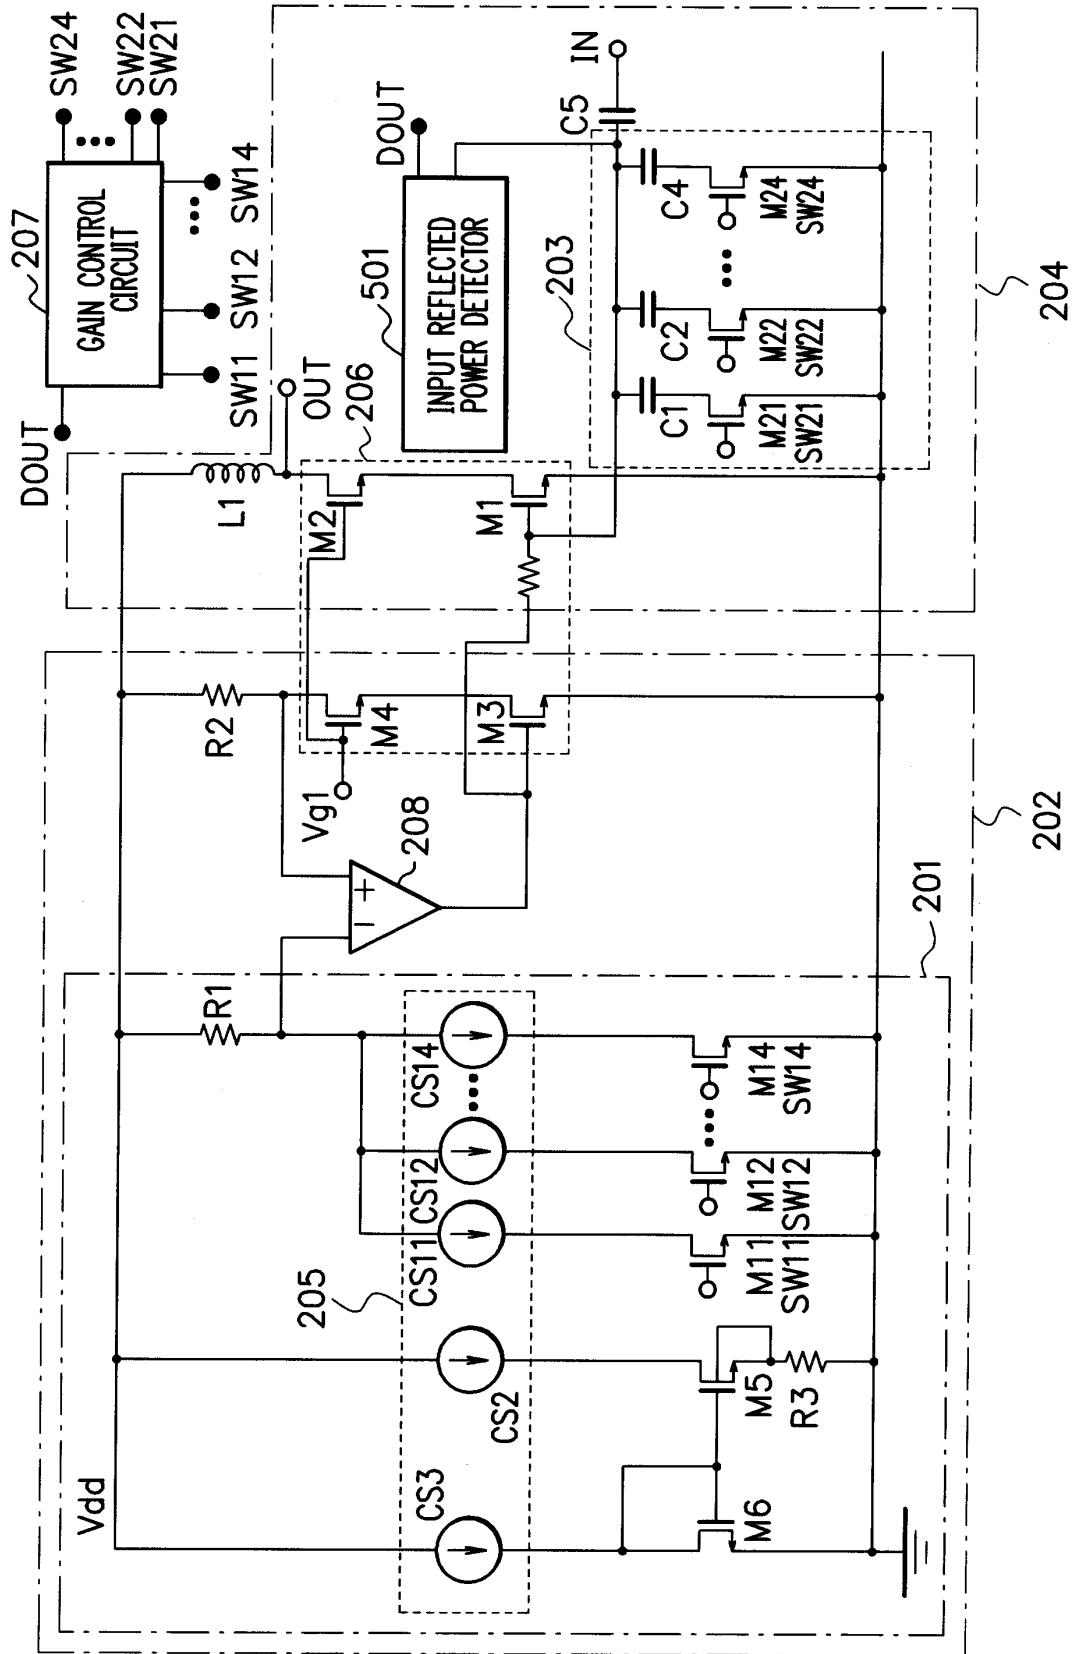 DOUT
207
GAIN CONTROL
CIRCUIT
SW24
SW22
SW21
SW11
SW12
SW14
Vdd
R1
R2
L1
OUT
206
DOUT
501
INPUT REFLECTED
POWER DETECTOR
IN
C5
203
205
CS3
CS2
CS11
CS12
CS14
−
+
208
Vg1
M4
M3
M2
M1
C1
C2
C4
M6
M5
R3
M11
SW11
M12
SW12
M14
SW14
M21
SW21
M22
SW22
M24
SW24
201
202
204